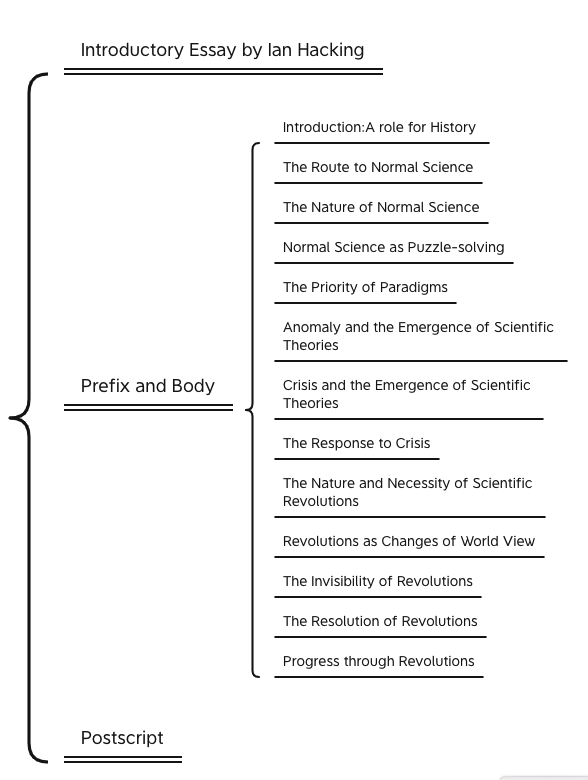 Introductory Essay by Ian Hacking
Introduction:A role for History
The Route to Normal Science
The Nature of Normal Science
Normal Science as Puzzle-solving
The Priority of Paradigms
Anomaly and the Emergence of Scientific
Theories
Prefix and Body
Crisis and the Emergence of Scientific
Theories
The Response to Crisis
The Nature and Necessity of Scientific
Revolutions
Revolutions as Changes of World View
The Invisibility of Revolutions
The Resolution of Revolutions
Progress through Revolutions
Postscript